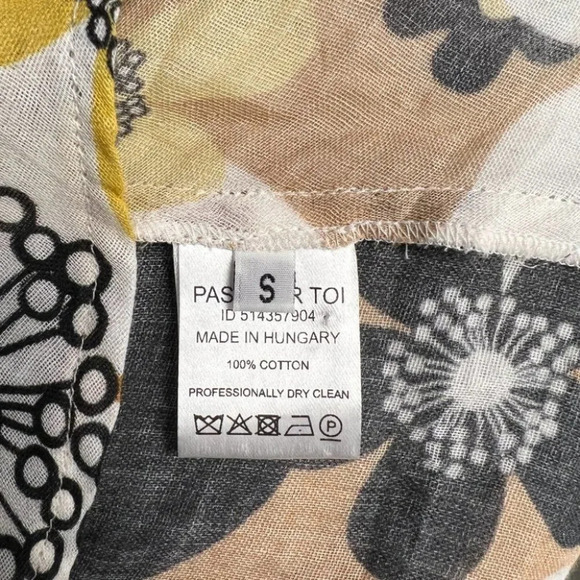 S
TOI
ID 514357904
MADE IN HUNGARY
100% COTTON
PROFESSIONALLY DRY CLEAN
P